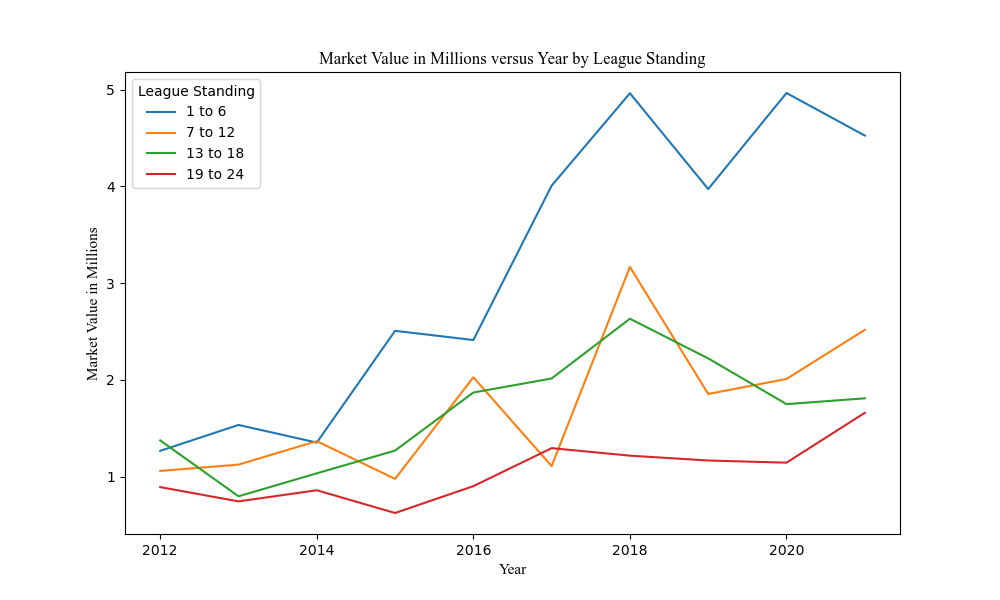 Market Value in Millions versus Year by League Standing
League Standing
1 to 6
7 to 12
13 to 18
19 to 24
5
4
3
2
1
Market Value in Millions
2012 2014 2016 2018 2020
Year